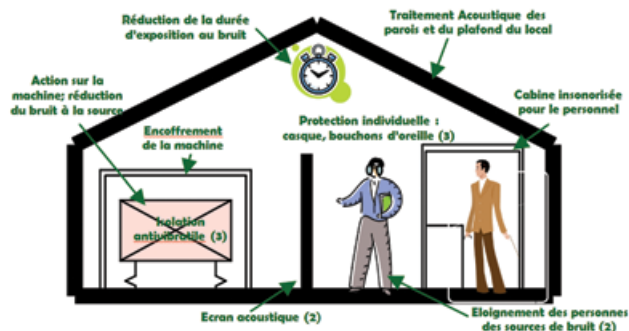 Réduction de la durée
d'exposition au bruit
Traitement Acoustique des
parois et du plafond du local
Action sur la
machine; réduction
du bruit à la source
Cabine insonorisée
pour le personnel
Protection individuelle :
casque, bouchons d'oreille (3)
Encoffrement
de la machine
Isolation
antivibratile (3)
Ecran acoustique (2)
Eloignement des personnes
des sources de bruit (2)